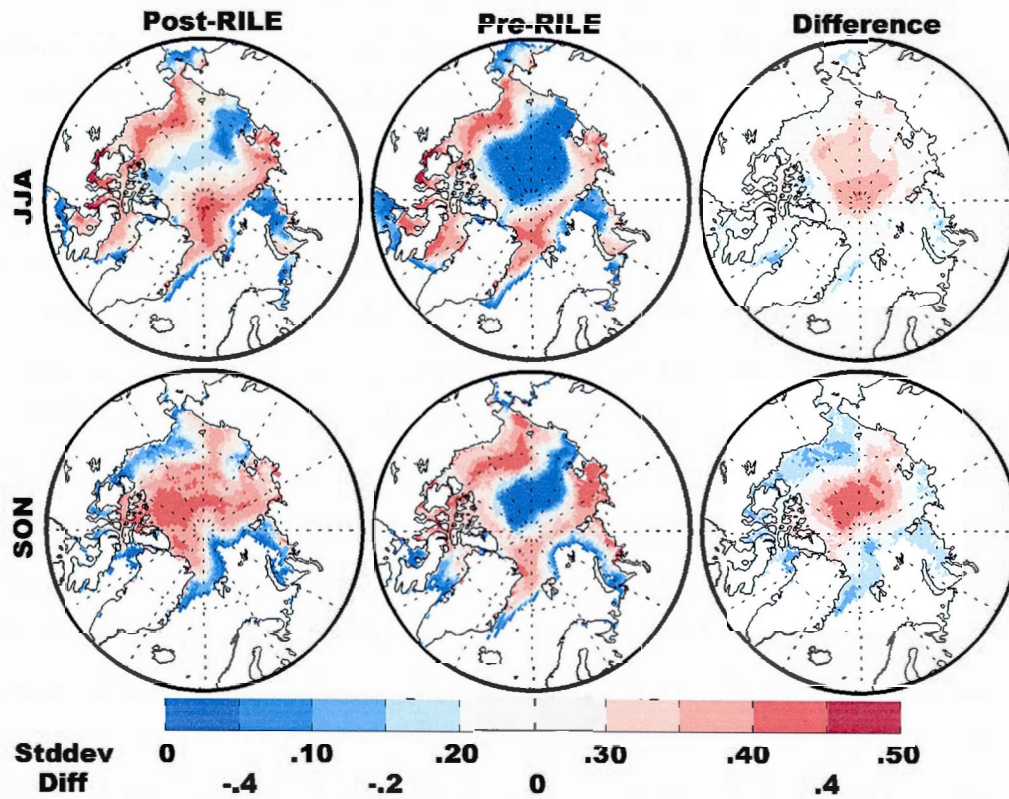 Post-RILE Pre-RILE Difference
JJA
SON
Stddev 0 .10 .20 .30 .40 .50
Diff -.4 -.2 0 .4